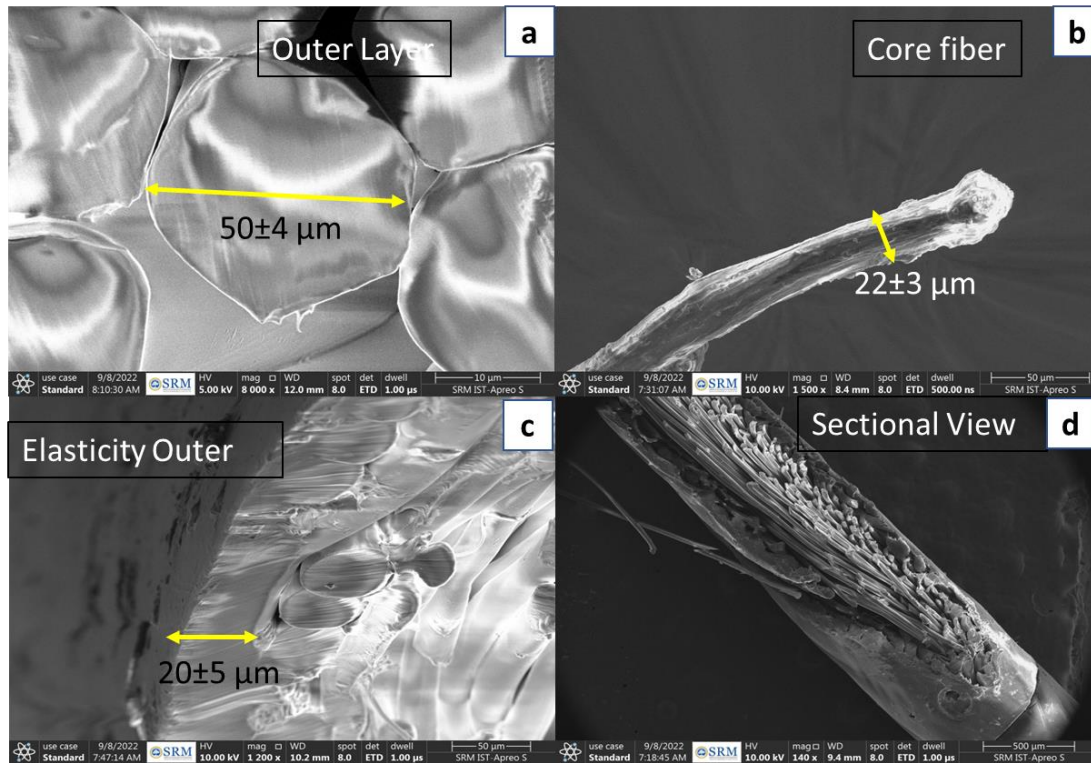 a
Outer Layer
50±4 µm
use case HV mag □ WD spot det dwell 10 µm
Standard 9/8/2022 8:10:30 AM SRM 5.00 kV 8 000 x 12.0 mm 8.0 ETD 1.00 µs SRM IST-Apreo S
b
Core fiber
22±3 µm
use case HV mag □ WD spot det dwell 50 µm
Standard 9/8/2022 7:31:07 AM SRM 10.00 kV 1 500 x 8.4 mm 8.0 ETD 500.00 ns SRM IST-Apreo S
c
Elasticity Outer
20±5 µm
use case HV mag □ WD spot det dwell 50 µm
Standard 9/8/2022 7:47:14 AM SRM 10.00 kV 1 200 x 10.2 mm 8.0 ETD 1.00 µs SRM IST-Apreo S
d
Sectional View
use case HV mag □ WD spot det dwell 500 µm
Standard 9/8/2022 7:18:45 AM SRM 10.00 kV 140 x 9.4 mm 8.0 ETD 1.00 µs SRM IST-Apreo S